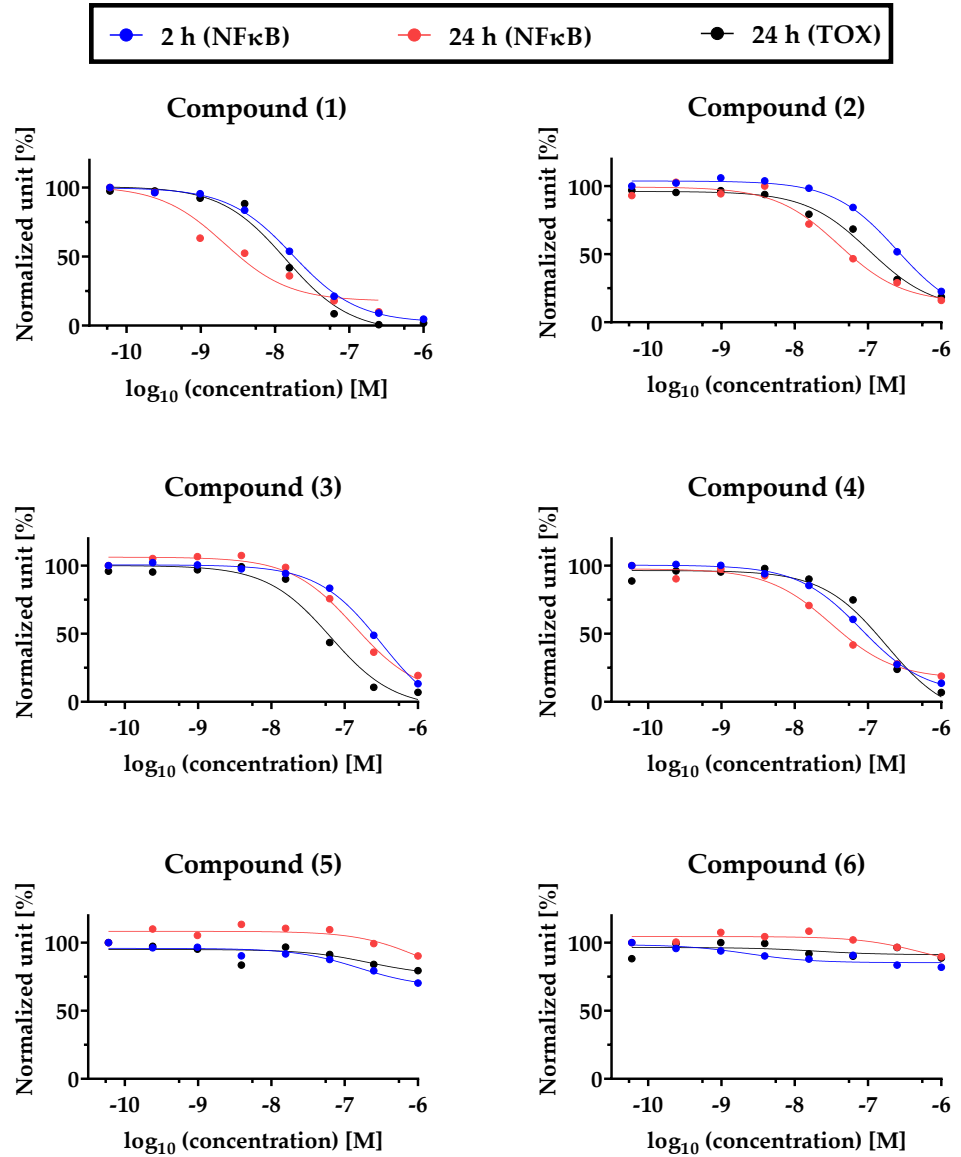 2 h (NFκB) 24 h (NFκB) 24 h (TOX)
Compound (1)
Normalized unit [%]
100
50
0
-10 -9 -8 -7 -6
log₁₀ (concentration) [M]
Compound (2)
Normalized unit [%]
100
50
0
-10 -9 -8 -7 -6
log₁₀ (concentration) [M]
Compound (3)
Normalized unit [%]
100
50
0
-10 -9 -8 -7 -6
log₁₀ (concentration) [M]
Compound (4)
Normalized unit [%]
100
50
0
-10 -9 -8 -7 -6
log₁₀ (concentration) [M]
Compound (5)
Normalized unit [%]
100
50
0
-10 -9 -8 -7 -6
log₁₀ (concentration) [M]
Compound (6)
Normalized unit [%]
100
50
0
-10 -9 -8 -7 -6
log₁₀ (concentration) [M]